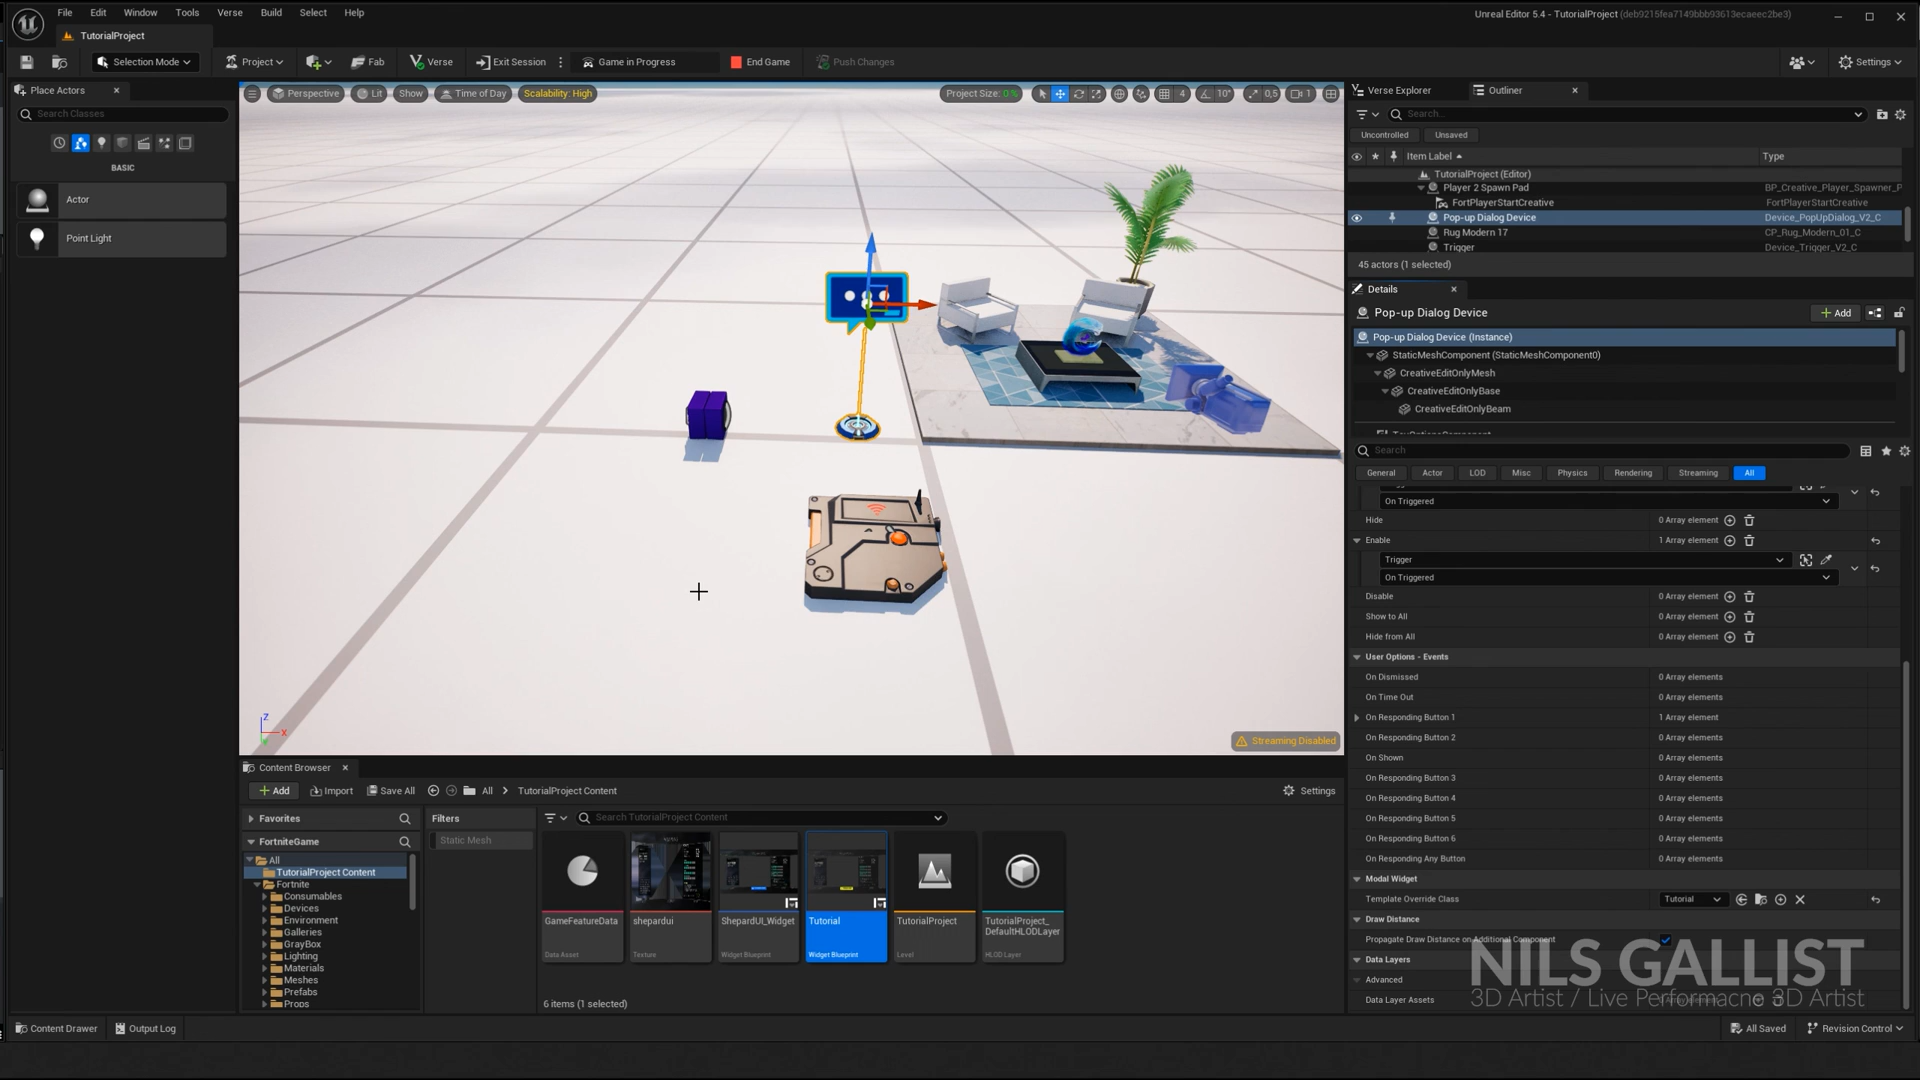 File Edit Window Tools Verse Build Select Help
Unreal Editor 5.4 - TutorialProject (deb9215fea7149bbb93613ecaeec2be3)
TutorialProject
Selection Mode Project Fab Verse Exit Session Game in Progress End Game Push Changes Settings
Place Actors
Search Classes
BASIC
Actor
Point Light
Perspective Lit Show Time of Day Scalability: High Project Size: 0 % 4 10° 0,5 1
Streaming Disabled
Z
X
Verse Explorer Outliner
Search...
Uncontrolled Unsaved
Item Label Type
TutorialProject (Editor)
Player 2 Spawn Pad BP_Creative_Player_Spawner_P
FortPlayerStartCreative FortPlayerStartCreative
Pop-up Dialog Device Device_PopUpDialog_V2_C
Rug Modern 17 CP_Rug_Modern_01_C
Trigger Device_Trigger_V2_C
45 actors (1 selected)
Details
Pop-up Dialog Device Add
Pop-up Dialog Device (Instance)
StaticMeshComponent (StaticMeshComponent0)
CreativeEditOnlyMesh
CreativeEditOnlyBase
CreativeEditOnlyBeam
Search
General Actor LOD Misc Physics Rendering Streaming All
On Triggered
Hide 0 Array element
Enable 1 Array element
Trigger
On Triggered
Disable 0 Array element
Show to All 0 Array element
Hide from All 0 Array element
User Options - Events
On Dismissed 0 Array elements
On Time Out 0 Array elements
On Responding Button 1 1 Array element
On Responding Button 2 0 Array elements
On Shown 0 Array elements
On Responding Button 3 0 Array elements
On Responding Button 4 0 Array elements
On Responding Button 5 0 Array elements
On Responding Button 6 0 Array elements
On Responding Any Button 0 Array elements
Modal Widget
Template Override Class Tutorial
Draw Distance
Propagate Draw Distance on Additional Component
Data Layers
Advanced
Data Layer Assets
NILS GALLIST
3D Artist / Live Performacne 3D Artist
Content Browser
Add Import Save All All TutorialProject Content Settings
Favorites
FortniteGame
All
TutorialProject Content
Fortnite
Consumables
Devices
Environment
Galleries
GrayBox
Lighting
Materials
Meshes
Prefabs
Props
Filters
Static Mesh
Search TutorialProject Content
GameFeatureData
Data Asset
shepardui
Texture
ShepardUI_Widget
Widget Blueprint
Tutorial
Widget Blueprint
TutorialProject
Level
TutorialProject_
DefaultHLODLayer
HLOD Layer
6 items (1 selected)
Content Drawer Output Log All Saved Revision Control